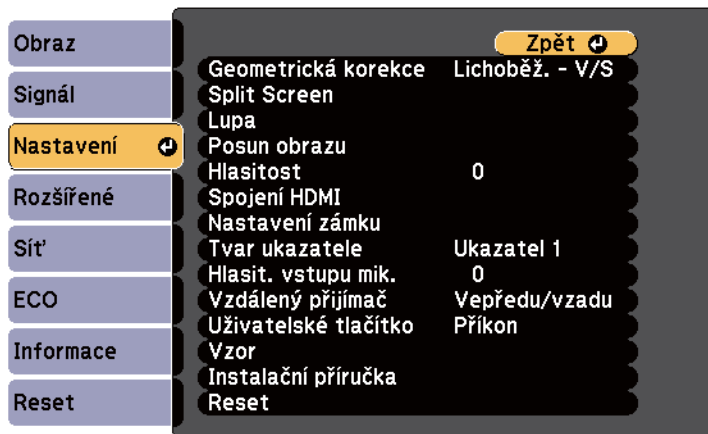 Obraz
Signál
Nastavení
Rozšířené
Síť
ECO
Informace
Reset
Zpět
Geometrická korekce Lichoběž. - V/S
Split Screen
Lupa
Posun obrazu
Hlasitost 0
Spojení HDMI
Nastavení zámku
Tvar ukazatele Ukazatel 1
Hlasit. vstupu mik. 0
Vzdálený přijímač Vepředu/vzadu
Uživatelské tlačítko Příkon
Vzor
Instalační příručka
Reset